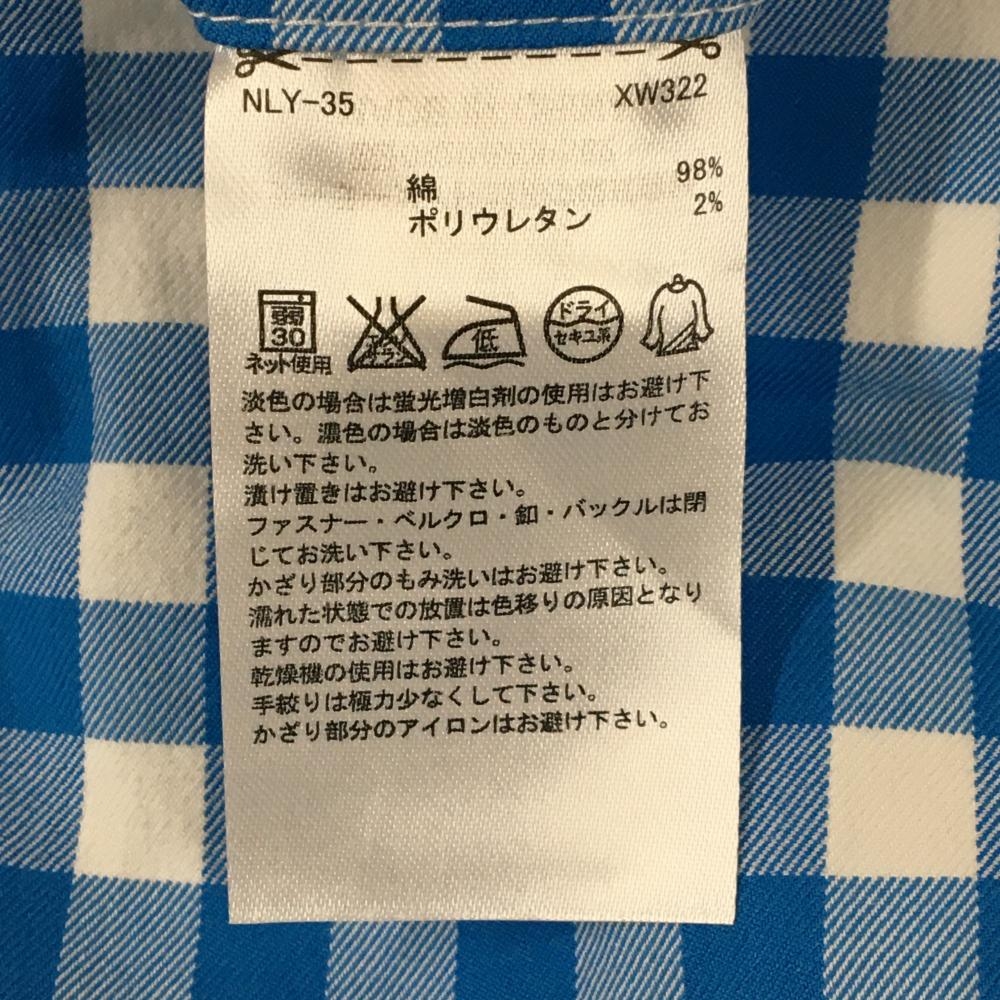 NLY-35 XW322
綿 98%
ポリウレタン 2%
弱
30
ネット使用
低
ドライ
セキユ系
淡色の場合は蛍光増白剤の使用はお避け下
さい。濃色の場合は淡色のものと分けてお
洗い下さい。
漬け置きはお避け下さい。
ファスナー・ベルクロ・釦・バックルは閉
じてお洗い下さい。
かざり部分のもみ洗いはお避け下さい。
濡れた状態での放置は色移りの原因となり
ますのでお避け下さい。
乾燥機の使用はお避け下さい。
手絞りは極力少なくして下さい。
かざり部分のアイロンはお避け下さい。